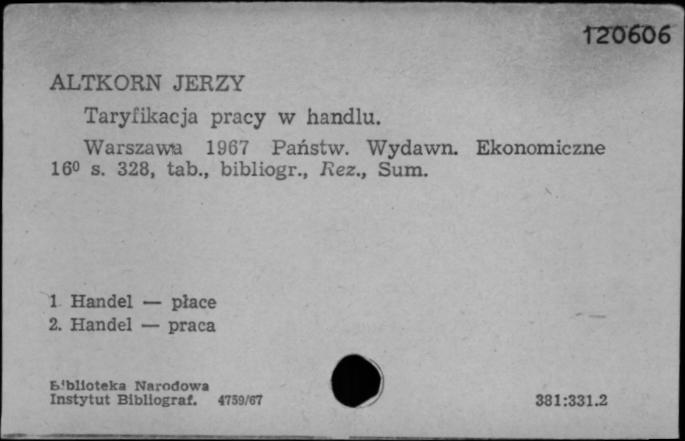 120606
ALTKORN JERZY
Taryfikacja pracy w handlu.
Warszawa 1967 Państw. Wydawn. Ekonomiczne
16⁰ s. 328, tab., bibliogr., Rez., Sum.
1 Handel — płace
2. Handel — praca
Biblioteka Narodowa
Instytut Bibliograf. 4759/67
381:331.2